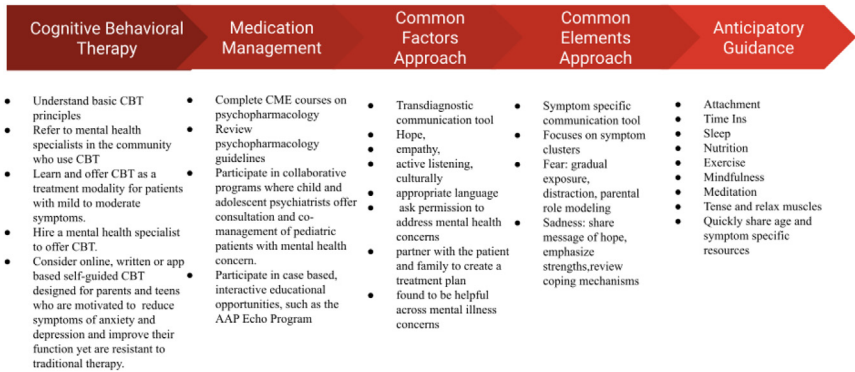 Cognitive Behavioral
Therapy
Medication
Management
Common
Factors
Approach
Common
Elements
Approach
Anticipatory
Guidance
● Understand basic CBT
principles
● Refer to mental health
specialists in the community
who use CBT
● Learn and offer CBT as a
treatment modality for patients
with mild to moderate
symptoms.
● Hire a mental health specialist
to offer CBT.
● Consider online, written or app
based self-guided CBT
designed for parents and teens
who are motivated to reduce
symptoms of anxiety and
depression and improve their
function yet are resistant to
traditional therapy.
● Complete CME courses on
psychopharmacology
● Review
psychopharmacology
guidelines
● Participate in collaborative
programs where child and
adolescent psychiatrists offer
consultation and co-
management of pediatric
patients with mental health
concern.
● Participate in case based,
interactive educational
opportunities, such as the
AAP Echo Program
● Transdiagnostic
communication tool
● Hope,
● empathy,
● active listening,
culturally
● appropriate language
● ask permission to
address mental health
concerns
● partner with the patient
and family to create a
treatment plan
● found to be helpful
across mental illness
concerns
● Symptom specific
communication tool
● Focuses on symptom
clusters
● Fear: gradual
exposure,
distraction, parental
role modeling
● Sadness: share
message of hope,
emphasize
strengths,review
coping mechanisms
● Attachment
● Time Ins
● Sleep
● Nutrition
● Exercise
● Mindfulness
● Meditation
● Tense and relax muscles
● Quickly share age and
symptom specific
resources